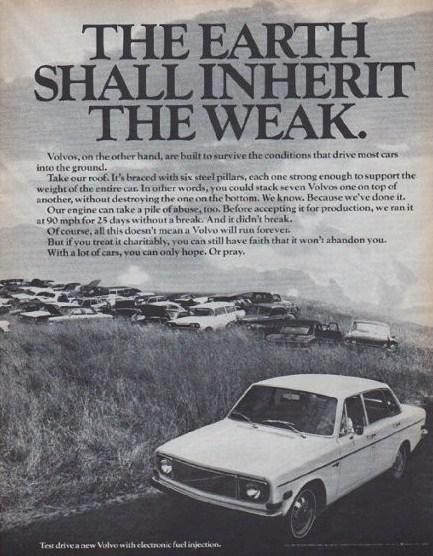 THE EARTH
SHALL INHERIT
THE WEAK.
Volvos, on the other hand, are built to survive the conditions that drive most cars
into the ground.
Take our roof. It's braced with six steel pillars, each one strong enough to support the
weight of the entire car. In other words, you could stack seven Volvos one on top of
another, without destroying the one on the bottom. We know. Because we've done it.
Our engine can take a pile of abuse, too. Before accepting it for production, we ran it
at 90 mph for 25 days without a break. And it didn't break.
Of course, all this doesn't mean a Volvo will run forever.
But if you treat it charitably, you can still have faith that it won't abandon you.
With a lot of cars, you can only hope. Or pray.
Test drive a new Volvo with electronic fuel injection.